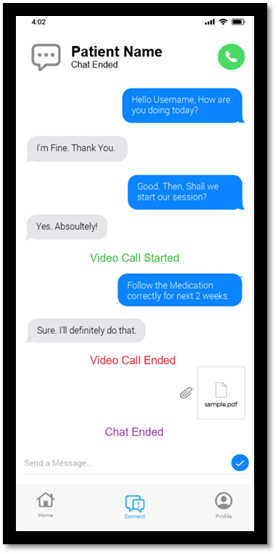 4:02
Patient Name
Chat Ended
Hello Username, How are
you doing today?
I'm Fine. Thank You.
Good. Then, Shall we
start our session?
Yes. Absoultely!
Video Call Started
Follow the Medication
correctly for next 2 weeks.
Sure. I'll definitely do that.
Video Call Ended
sample.pdf
Chat Ended
Send a Message...
Home
Connect
Profile